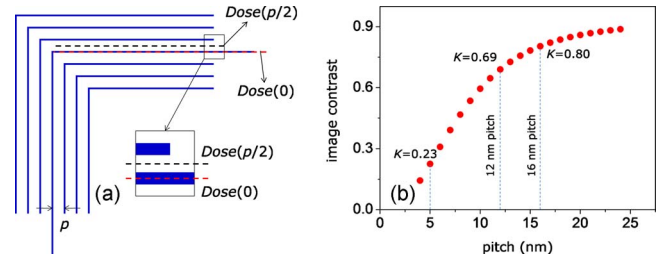 Dose(p/2)
Dose(0)
Dose(p/2)
Dose(0)
(a)
p
0.9
0.6
0.3
0.0
image contrast
K=0.69
K=0.80
K=0.23
12 nm pitch
16 nm pitch
(b)
0
5
10
15
20
25
pitch (nm)